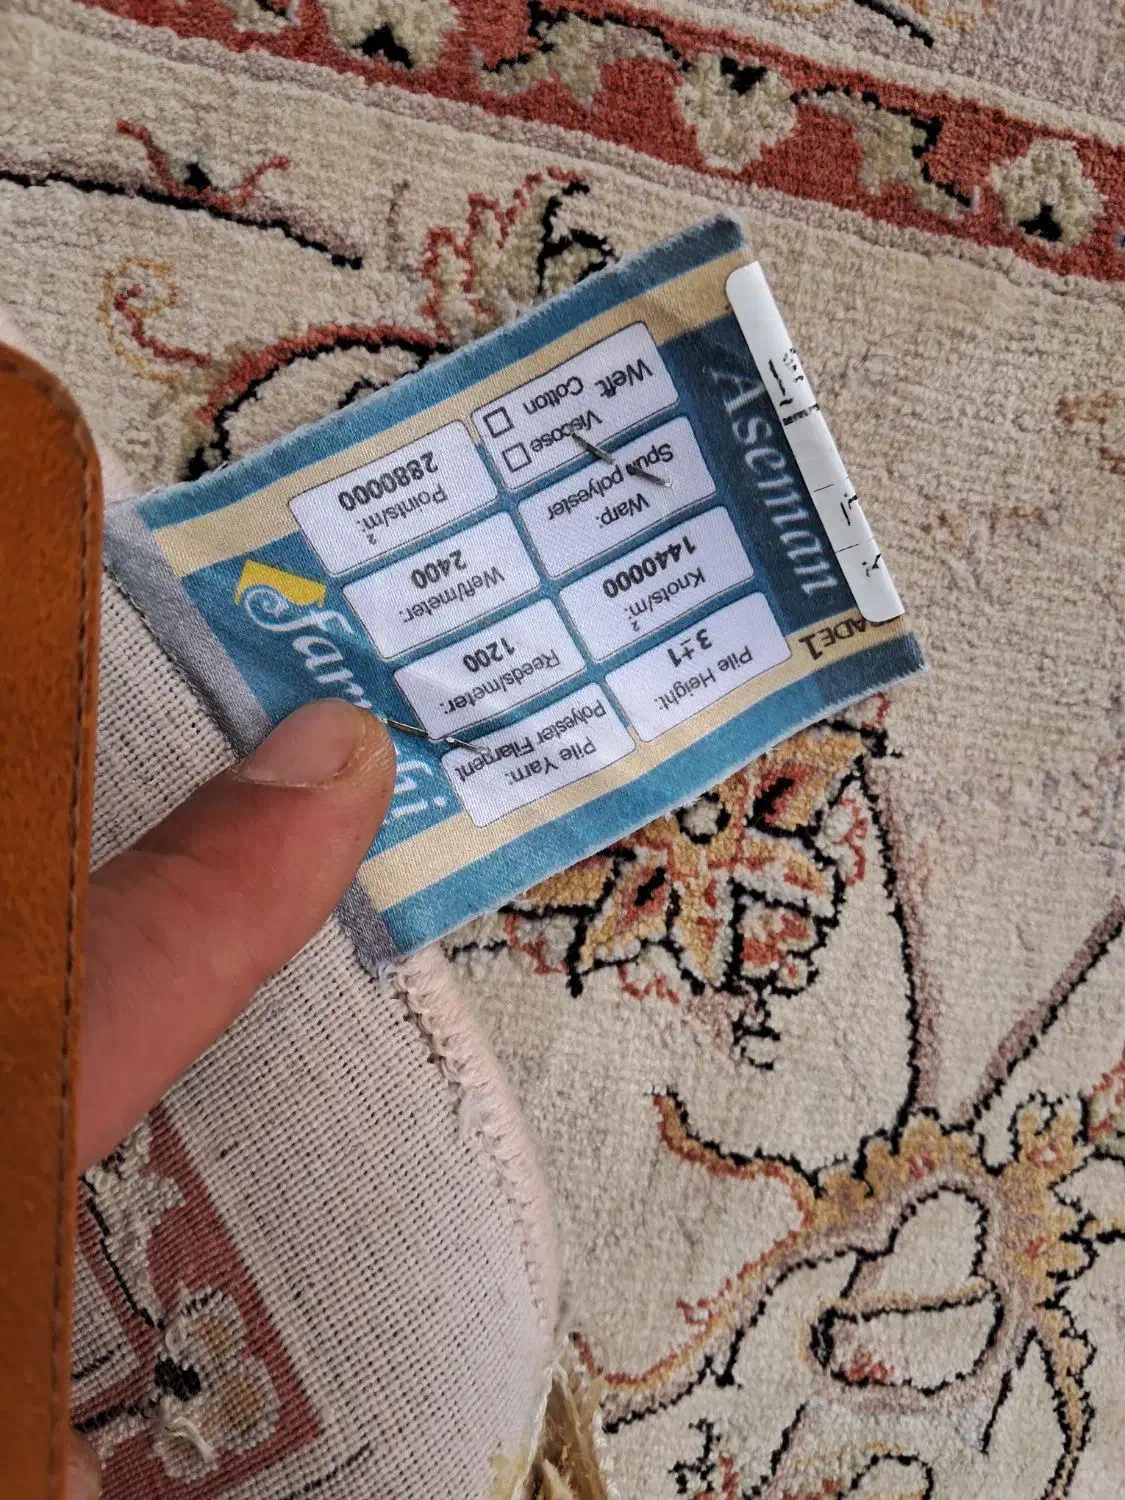 ADE1
Aseman
Pile Height:
3±1
Pile Yarn:
Polyester Filament
Knots/m²:
1440000
Reeds/meter:
1200
Warp:
Spun polyester
Weft/meter:
2400
Weft: Cotton
Viscose
Points/m²:
2880000